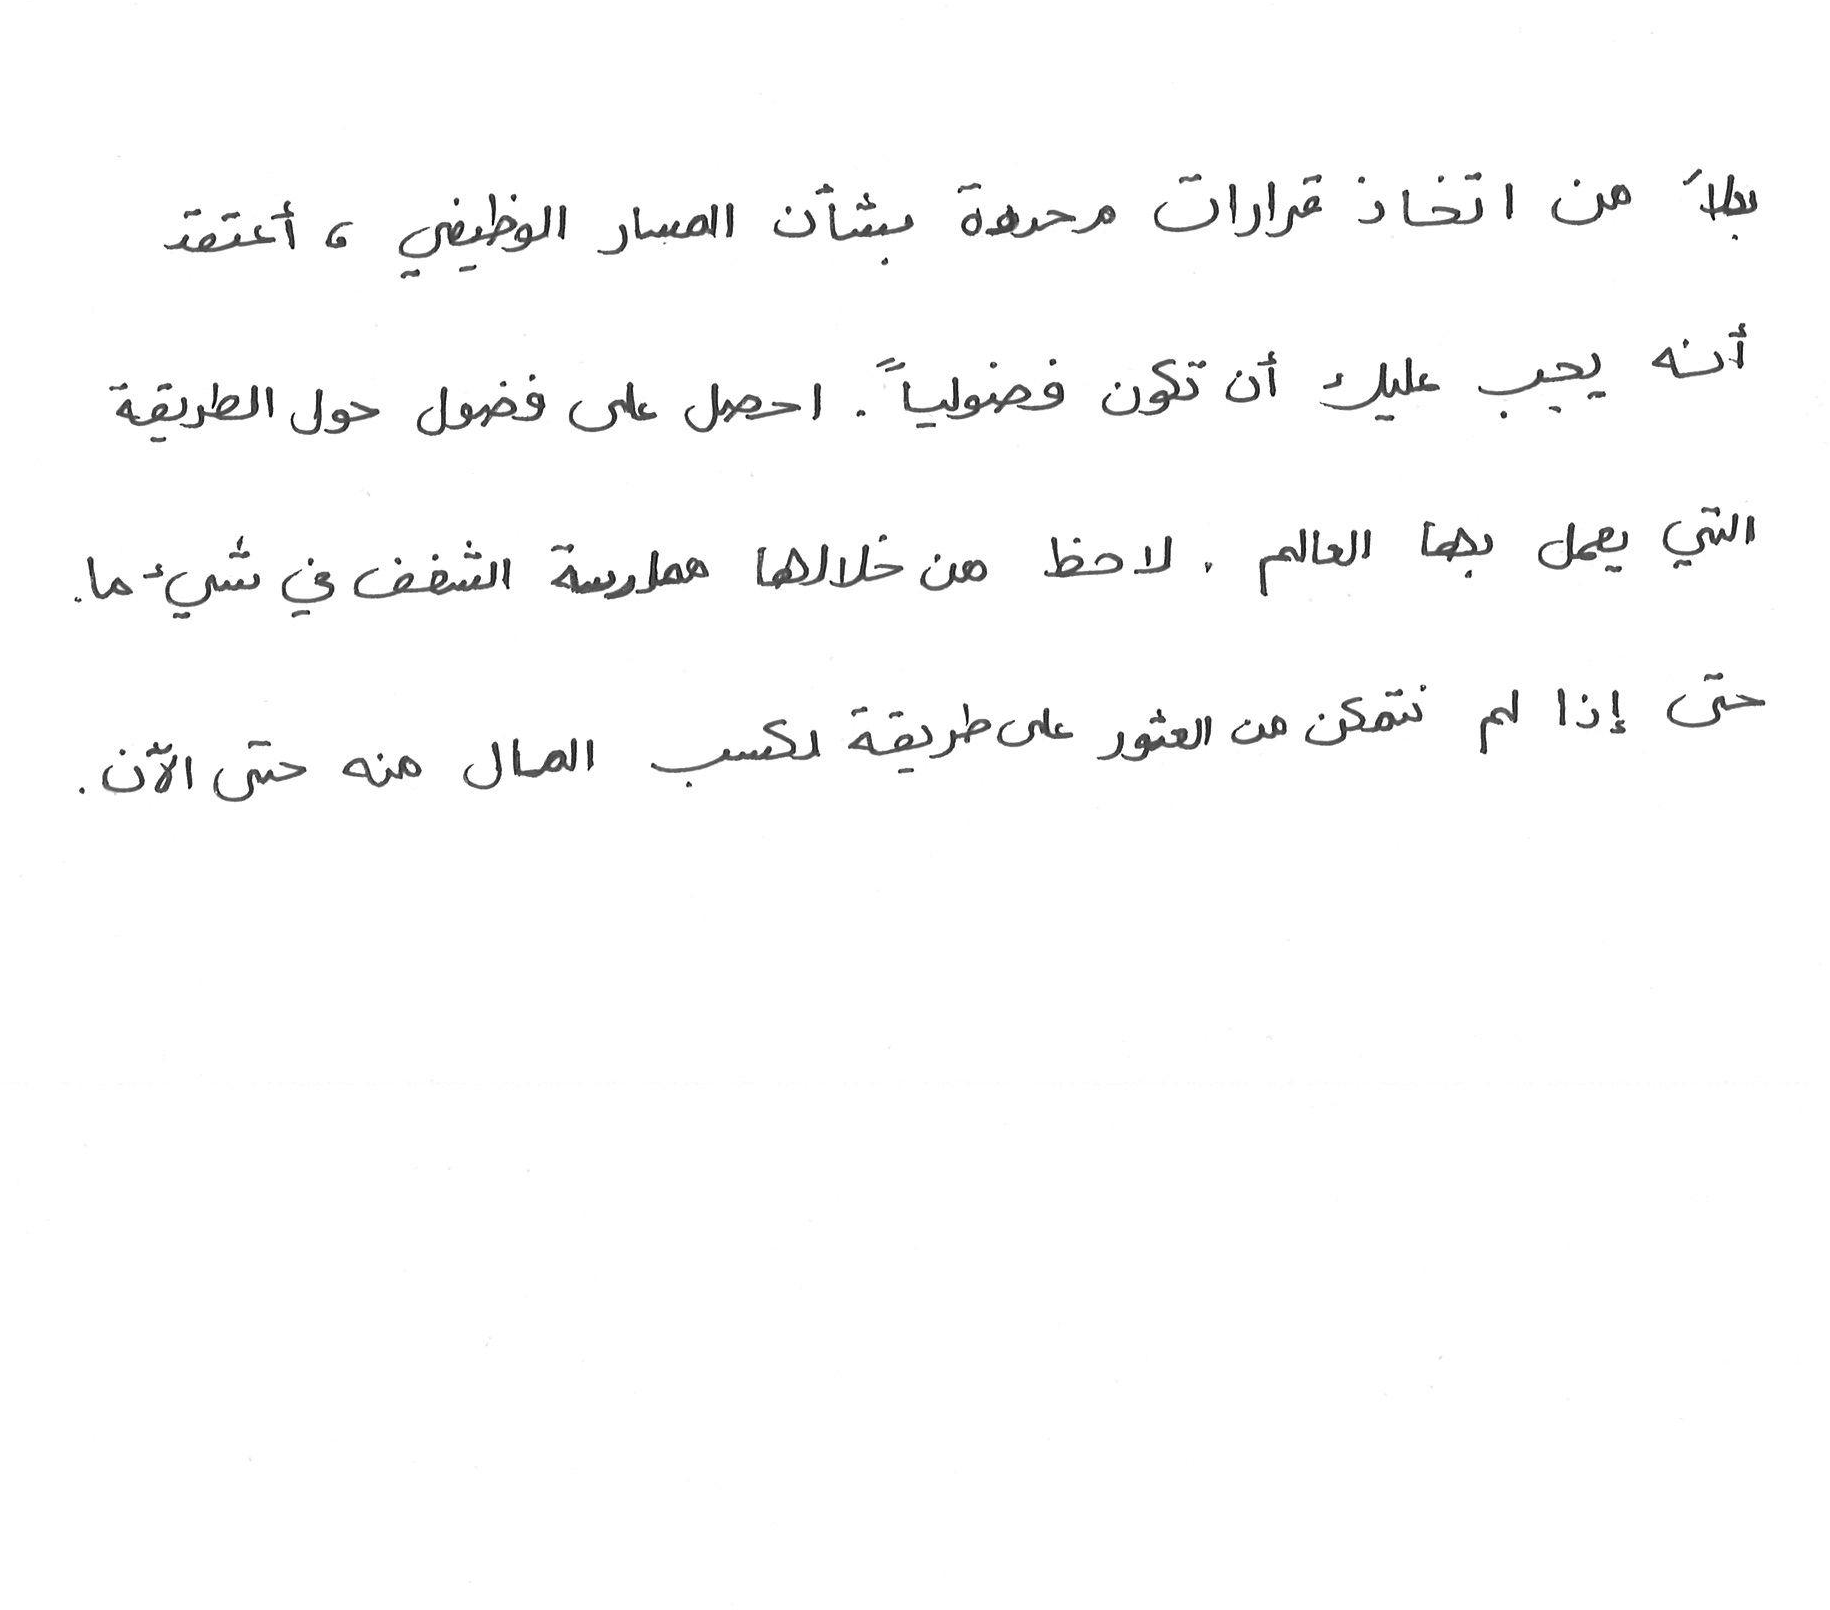 بدلاً من اتخاذ قرارات محددة بشأن المسار الوظيفي ، أعتقد
أنه يجب عليك أن تكون فضولياً . احصل على فضول حول الطريقة
التي يعمل بها العالم . لاحظ من خلالها ممارسة الشغف في شيء ما .
حتى إذا لم نتمكن من العثور على طريقة لكسب المال منه حتى الآن .